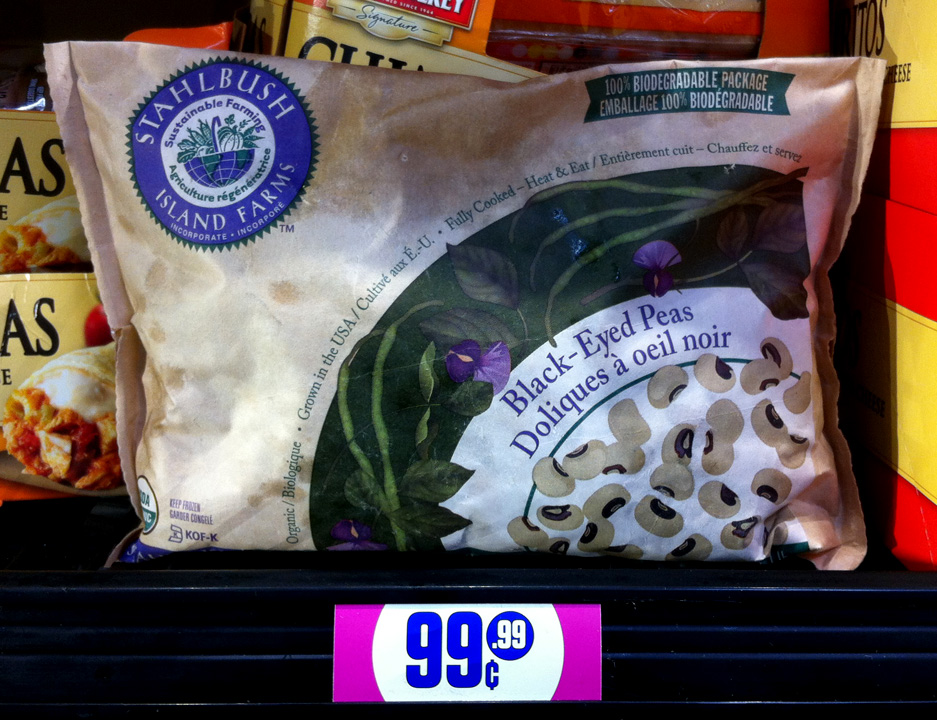 Signature
STAHLBUSH
Sustainable Farming
Agriculture régénératrice
ISLAND FARMS
INCORPORATE • INCORPORÉ
TM
100% BIODEGRADABLE PACKAGE
EMBALLAGE 100% BIODÉGRADABLE
Organic / Biologique • Grown in the USA / Cultivé aux É.-U. • Fully Cooked – Heat & Eat / Entièrement cuit – Chauffez et servez
Black-Eyed Peas
Doliques à oeil noir
KEEP FROZEN
GARDER CONGELÉ
KOF-K
AS
E
AS
E
99¢
.99